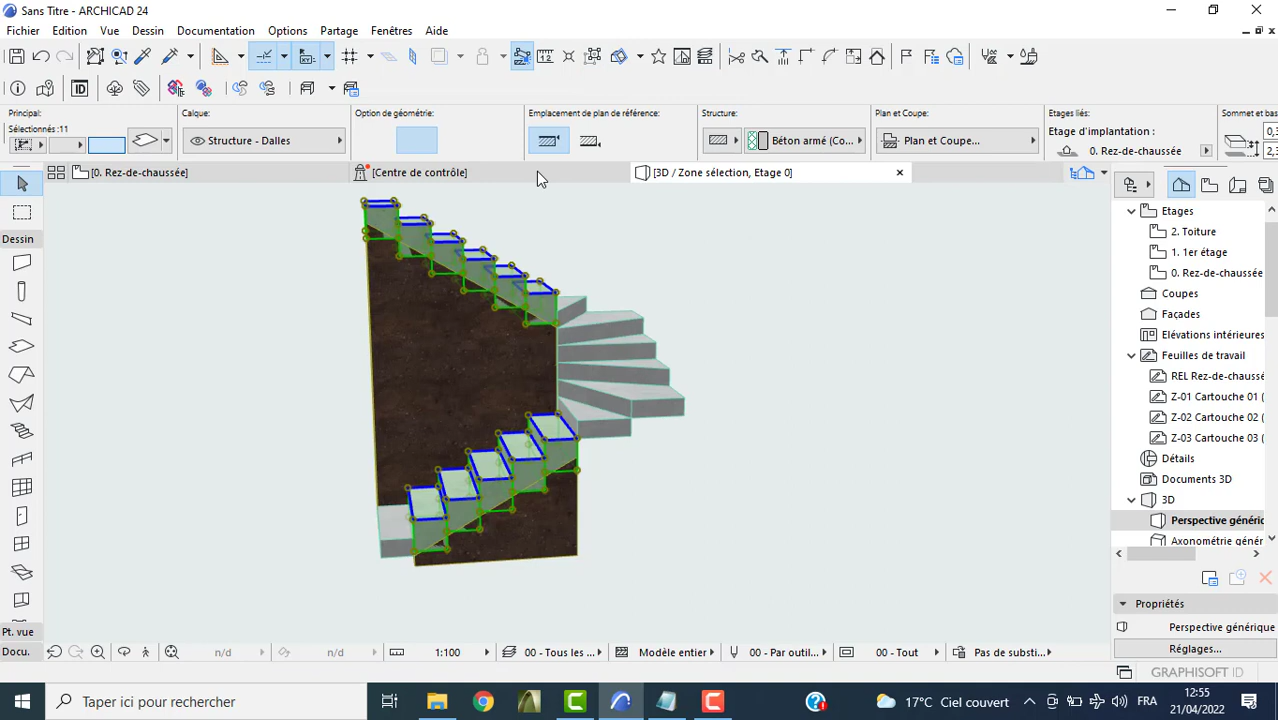 Sans Titre - ARCHICAD 24
Fichier Edition Vue Dessin Options Documentation Partage Fenêtres Aide
Principal: Calque: Option de géométrie: Emplacement de plan de référence: Structure: Plan et Coupe: Etages liés: Sommet et bas
Sélectionnés :11 Etage d'implantation: 0,3
Structure - Dalles Béton armé (Co... Plan et Coupe... 0. Rez-de-chaussée 2,3
[0. Rez-de-chaussée] [Centre de contrôle] [3D / Zone sélection, Etage 0]
Etages
2. Toiture
1. 1er étage
0. Rez-de-chaussée
Coupes
Façades
Elévations intérieures
Feuilles de travail
REL Rez-de-chaussé
Z-01 Cartouche 01 (
Z-02 Cartouche 02 (
Z-03 Cartouche 03 (
Détails
Documents 3D
3D
Perspective génériq
Axonométrie génér
Propriétés
Perspective générique
Réglages...
Dessin
Pt. vue
Docu. n/d n/d 1:100 00 - Tous les ... Modèle entier 00 - Par outil... 00 - Tout Pas de substi...
GRAPHISOFT ID
Taper ici pour rechercher 17°C Ciel couvert FRA 12:55
21/04/2022